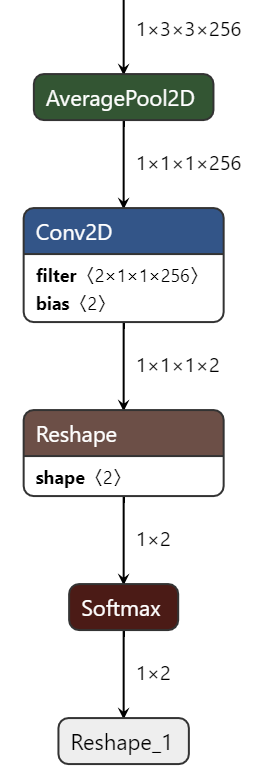 1×3×3×256
AveragePool2D
1×1×1×256
Conv2D
filter〈2×1×1×256〉
bias〈2〉
1×1×1×2
Reshape
shape〈2〉
1×2
Softmax
1×2
Reshape_1